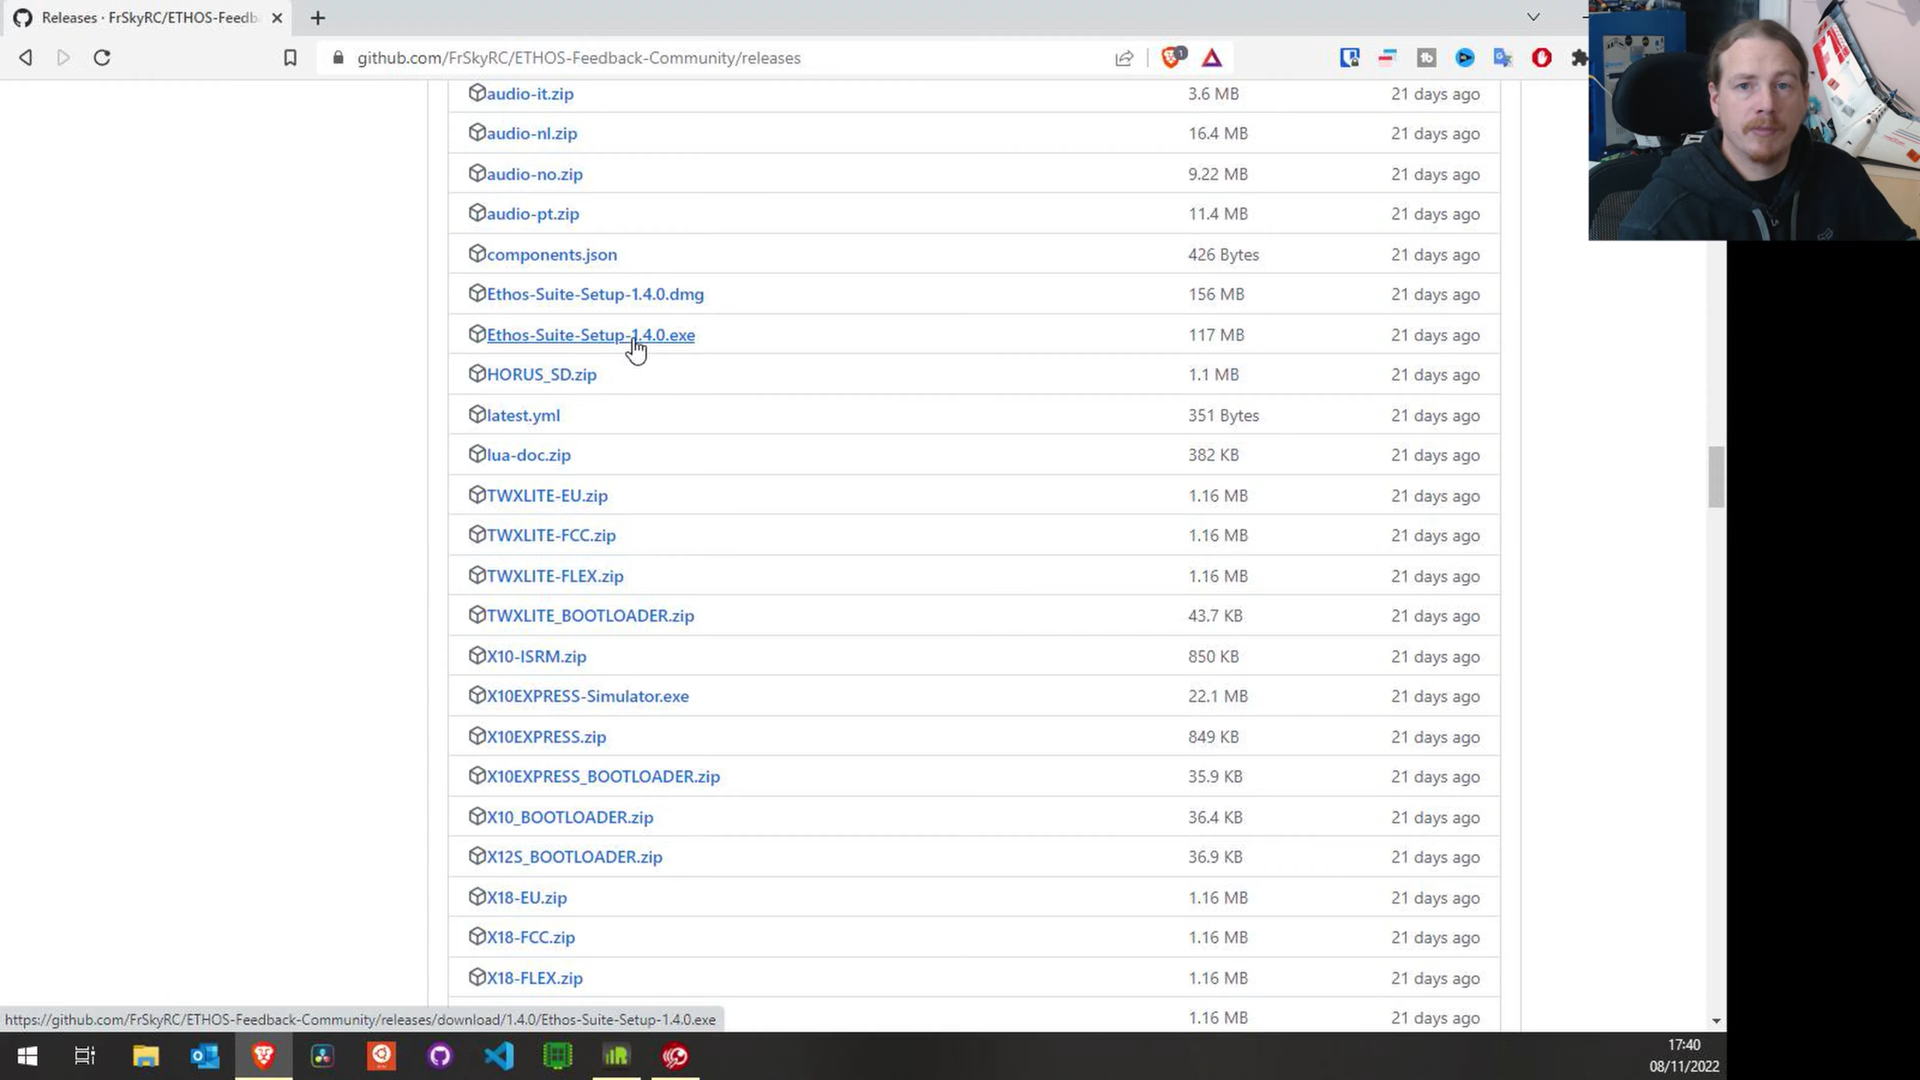 Releases · FrSkyRC/ETHOS-Feedb
github.com/FrSkyRC/ETHOS-Feedback-Community/releases
1
audio-it.zip 3.6 MB 21 days ago
audio-nl.zip 16.4 MB 21 days ago
audio-no.zip 9.22 MB 21 days ago
audio-pt.zip 11.4 MB 21 days ago
components.json 426 Bytes 21 days ago
Ethos-Suite-Setup-1.4.0.dmg 156 MB 21 days ago
Ethos-Suite-Setup-1.4.0.exe 117 MB 21 days ago
HORUS_SD.zip 1.1 MB 21 days ago
latest.yml 351 Bytes 21 days ago
lua-doc.zip 382 KB 21 days ago
TWXLITE-EU.zip 1.16 MB 21 days ago
TWXLITE-FCC.zip 1.16 MB 21 days ago
TWXLITE-FLEX.zip 1.16 MB 21 days ago
TWXLITE_BOOTLOADER.zip 43.7 KB 21 days ago
X10-ISRM.zip 850 KB 21 days ago
X10EXPRESS-Simulator.exe 22.1 MB 21 days ago
X10EXPRESS.zip 849 KB 21 days ago
X10EXPRESS_BOOTLOADER.zip 35.9 KB 21 days ago
X10_BOOTLOADER.zip 36.4 KB 21 days ago
X12S_BOOTLOADER.zip 36.9 KB 21 days ago
X18-EU.zip 1.16 MB 21 days ago
X18-FCC.zip 1.16 MB 21 days ago
X18-FLEX.zip 1.16 MB 21 days ago
1.16 MB 21 days ago
https://github.com/FrSkyRC/ETHOS-Feedback-Community/releases/download/1.4.0/Ethos-Suite-Setup-1.4.0.exe
17:40
08/11/2022